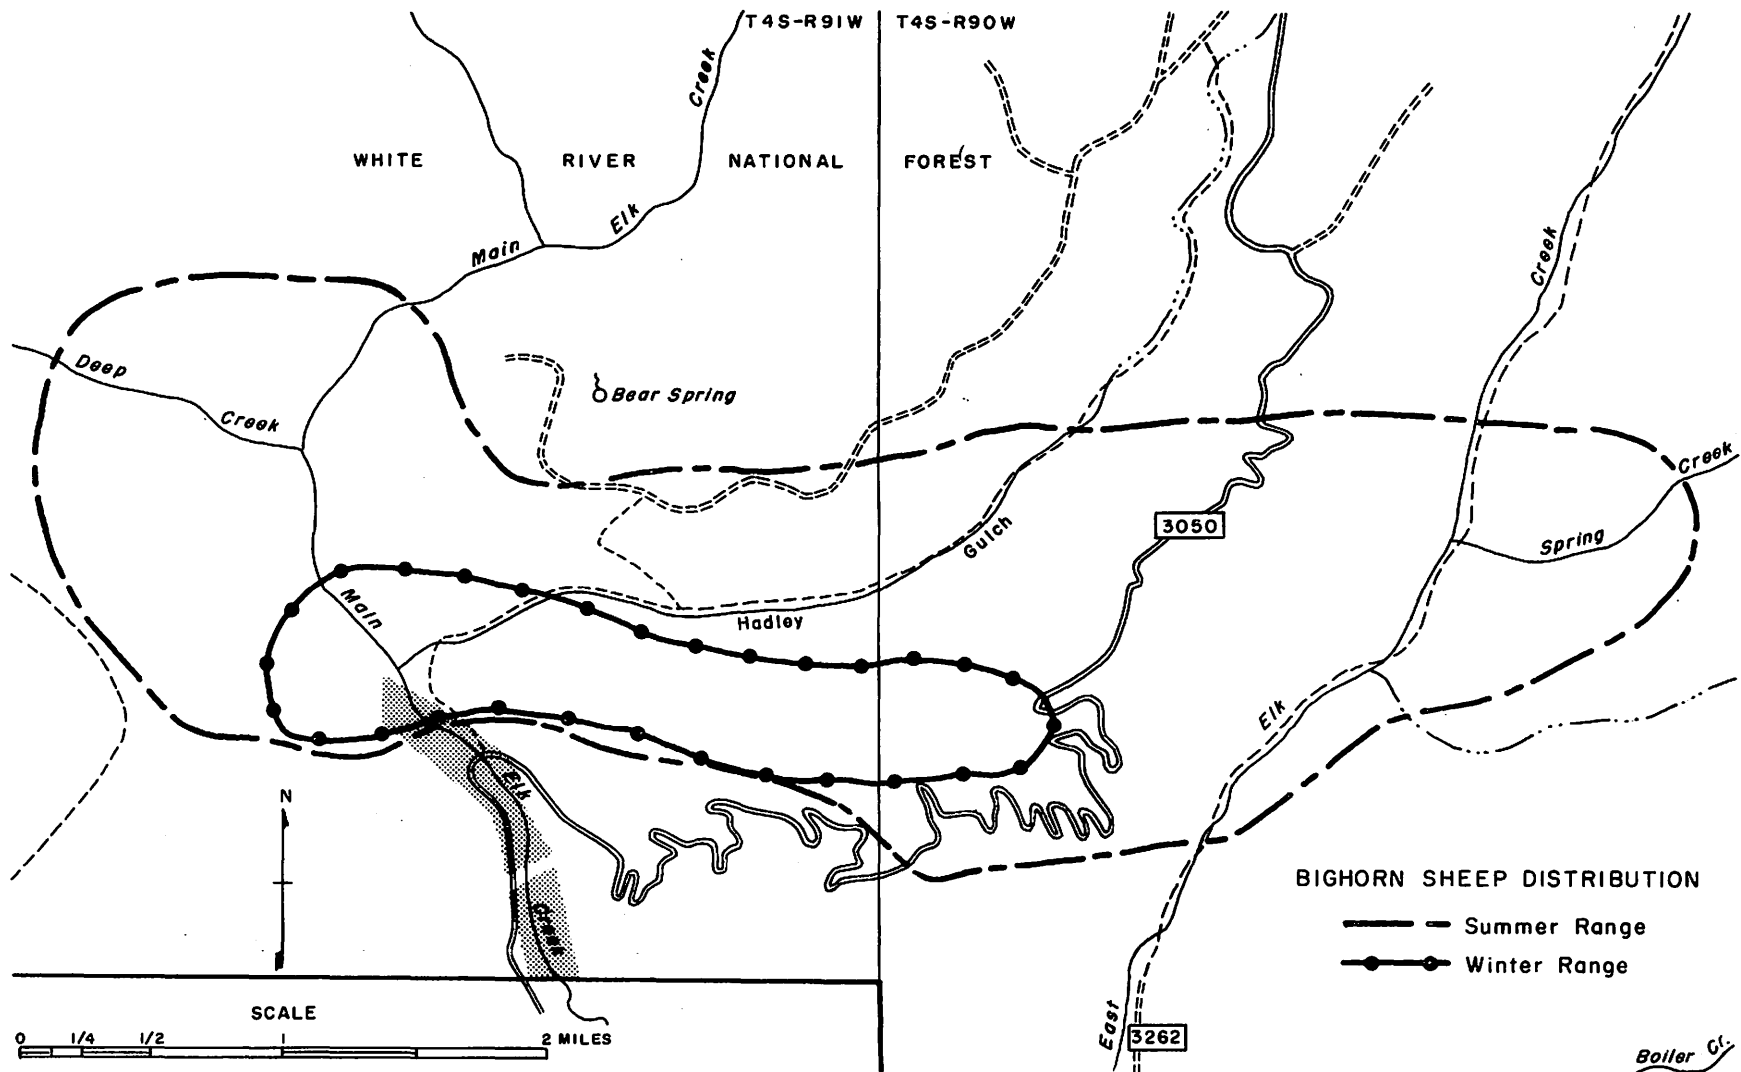 T4S-R91W
T4S-R90W
Creek
WHITE RIVER NATIONAL FOREST
Elk
Main
Creek
Deep
Creek
Bear Spring
Creek
3050
Gulch
Spring
Main
Hadley
Elk
Elk
N
BIGHORN SHEEP DISTRIBUTION
Summer Range
Creek
Winter Range
SCALE
0 1/4 1/2 1 2 MILES
East
3262
Boiler Cr.